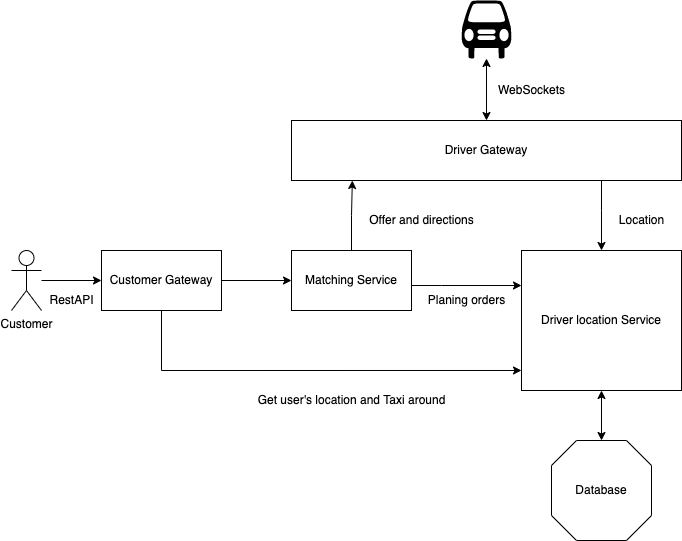 WebSockets
Driver Gateway
Offer and directions
Location
Customer Gateway
Matching Service
RestAPI
Planing orders
Customer
Driver location Service
Get user's location and Taxi around
Database